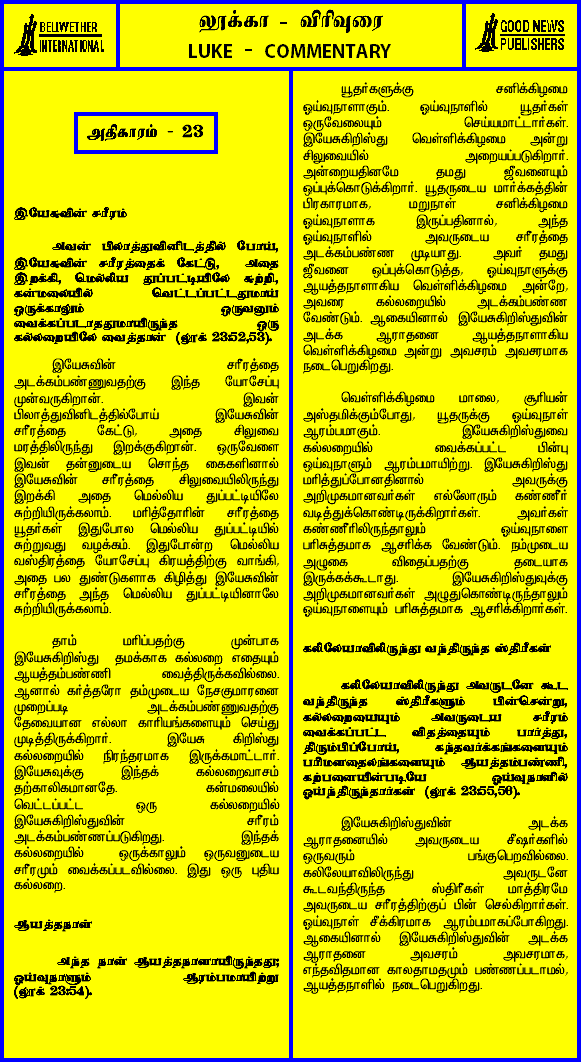 BELLWETHER
INTERNATIONAL
லூக்கா - விரிவுரை
LUKE - COMMENTARY
GOOD NEWS
PUBLISHERS
அதிகாரம் - 23
இயேசுவின் சரீரம்
அவன் பிலாத்துவினிடத்தில் போய்,
இயேசுவின் சரீரத்தைக் கேட்டு, அதை
இறக்கி, மெல்லிய துப்பட்டியிலே சுற்றி,
கன்மலையில் வெட்டப்பட்டதுமாய்
ஒருக்காலும் ஒருவனும்
வைக்கப்படாததுமாயிருந்த ஒரு
கல்லறையிலே வைத்தான் (லூக் 23:52,53).
இயேசுவின் சரீரத்தை
அடக்கம்பண்ணுவதற்கு இந்த யோசேப்பு
முன்வருகிறான். இவன்
பிலாத்துவினிடத்தில்போய் இயேசுவின்
சரீரத்தை கேட்டு, அதை சிலுவை
மரத்திலிருந்து இறக்குகிறான். ஒருவேளை
இவன் தன்னுடைய சொந்த கைகளினால்
இயேசுவின் சரீரத்தை சிலுவையிலிருந்து
இறக்கி அதை மெல்லிய துப்பட்டியிலே
சுற்றியிருக்கலாம். மரித்தோரின் சரீரத்தை
யூதர்கள் இதுபோல மெல்லிய துப்பட்டியில்
சுற்றுவது வழக்கம். இதுபோன்ற மெல்லிய
வஸ்திரத்தை யோசேப்பு கிரயத்திற்கு வாங்கி,
அதை பல துண்டுகளாக கிழித்து இயேசுவின்
சரீரத்தை அந்த மெல்லிய துப்பட்டியினாலே
சுற்றியிருக்கலாம்.
தாம் மரிப்பதற்கு முன்பாக
இயேசுகிறிஸ்து தமக்காக கல்லறை எதையும்
ஆயத்தம்பண்ணி வைத்திருக்கவில்லை.
ஆனால் கர்த்தரோ தம்முடைய நேசகுமாரனை
முறைப்படி அடக்கம்பண்ணுவதற்கு
தேவையான எல்லா காரியங்களையும் செய்து
முடித்திருக்கிறார். இயேசு கிறிஸ்து
கல்லறையில் நிரந்தரமாக இருக்கமாட்டார்.
இயேசுவுக்கு இந்தக் கல்லறைவாசம்
தற்காலிகமானதே. கன்மலையில்
வெட்டப்பட்ட ஒரு கல்லறையில்
இயேசுகிறிஸ்துவின் சரீரம்
அடக்கம்பண்ணப்படுகிறது. இந்தக்
கல்லறையில் ஒருக்காலும் ஒருவனுடைய
சரீரமும் வைக்கப்படவில்லை. இது ஒரு புதிய
கல்லறை.
ஆயத்தநாள்
அந்த நாள் ஆயத்தநாளாயிருந்தது;
ஓய்வுநாளும் ஆரம்பமாயிற்று
(லூக் 23:54).
யூதர்களுக்கு சனிக்கிழமை
ஓய்வுநாளாகும். ஓய்வுநாளில் யூதர்கள்
ஒருவேலையும் செய்யமாட்டார்கள்.
இயேசுகிறிஸ்து வெள்ளிக்கிழமை அன்று
சிலுவையில் அறையப்படுகிறார்.
அன்றையதினமே தமது ஜீவனையும்
ஒப்புக்கொடுக்கிறார். யூதருடைய மார்க்கத்தின்
பிரகாரமாக, மறுநாள் சனிக்கிழமை
ஓய்வுநாளாக இருப்பதினால், அந்த
ஓய்வுநாளில் அவருடைய சரீரத்தை
அடக்கம்பண்ண முடியாது. அவர் தமது
ஜீவனை ஒப்புக்கொடுத்த, ஓய்வுநாளுக்கு
ஆயத்தநாளாகிய வெள்ளிக்கிழமை அன்றே,
அவரை கல்லறையில் அடக்கம்பண்ண
வேண்டும். ஆகையினால் இயேசுகிறிஸ்துவின்
அடக்க ஆராதனை ஆயத்தநாளாகிய
வெள்ளிக்கிழமை அன்று அவசரம் அவசரமாக
நடைபெறுகிறது.
வெள்ளிக்கிழமை மாலை, சூரியன்
அஸ்தமிக்கும்போது, யூதருக்கு ஓய்வுநாள்
ஆரம்பமாகும். இயேசுகிறிஸ்துவை
கல்லறையில் வைக்கப்பட்ட பின்பு
ஓய்வுநாளும் ஆரம்பமாயிற்று. இயேசுகிறிஸ்து
மரித்துப்போனதினால் அவருக்கு
அறிமுகமானவர்கள் எல்லோரும் கண்ணீர்
வடித்துக்கொண்டிருக்கிறார்கள். அவர்கள்
கண்ணீரிலிருந்தாலும் ஓய்வுநாளை
பரிசுத்தமாக ஆசரிக்க வேண்டும். நம்முடைய
அழுகை விதைப்பதற்கு தடையாக
இருக்கக்கூடாது. இயேசுகிறிஸ்துவுக்கு
அறிமுகமானவர்கள் அழுதுகொண்டிருந்தாலும்
ஓய்வுநாளையும் பரிசுத்தமாக ஆசரிக்கிறார்கள்.
கலிலேயாவிலிருந்து வந்திருந்த ஸ்திரீகள்
கலிலேயாவிலிருந்து அவருடனே கூட
வந்திருந்த ஸ்திரீகளும் பின்சென்று,
கல்லறையையும் அவருடைய சரீரம்
வைக்கப்பட்ட விதத்தையும் பார்த்து,
திரும்பிப்போய், கந்தவர்க்கங்களையும்
பரிமளதைலங்களையும் ஆயத்தம்பண்ணி,
கற்பனையின்படியே ஓய்வுநாளில்
ஓய்ந்திருந்தார்கள் (லூக் 23:55,56).
இயேசுகிறிஸ்துவின் அடக்க
ஆராதனையில் அவருடைய சீஷர்களில்
ஒருவரும் பங்குபெறவில்லை.
கலிலேயாவிலிருந்து அவருடனே
கூடவந்திருந்த ஸ்திரீகள் மாத்திரமே
அவருடைய சரீரத்திற்குப் பின் செல்கிறார்கள்.
ஓய்வுநாள் சீக்கிரமாக ஆரம்பமாகப்போகிறது.
ஆகையினால் இயேசுகிறிஸ்துவின் அடக்க
ஆராதனை அவசரம் அவசரமாக,
எந்தவிதமான காலதாமதமும் பண்ணப்படாமல்,
ஆயத்தநாளில் நடைபெறுகிறது.